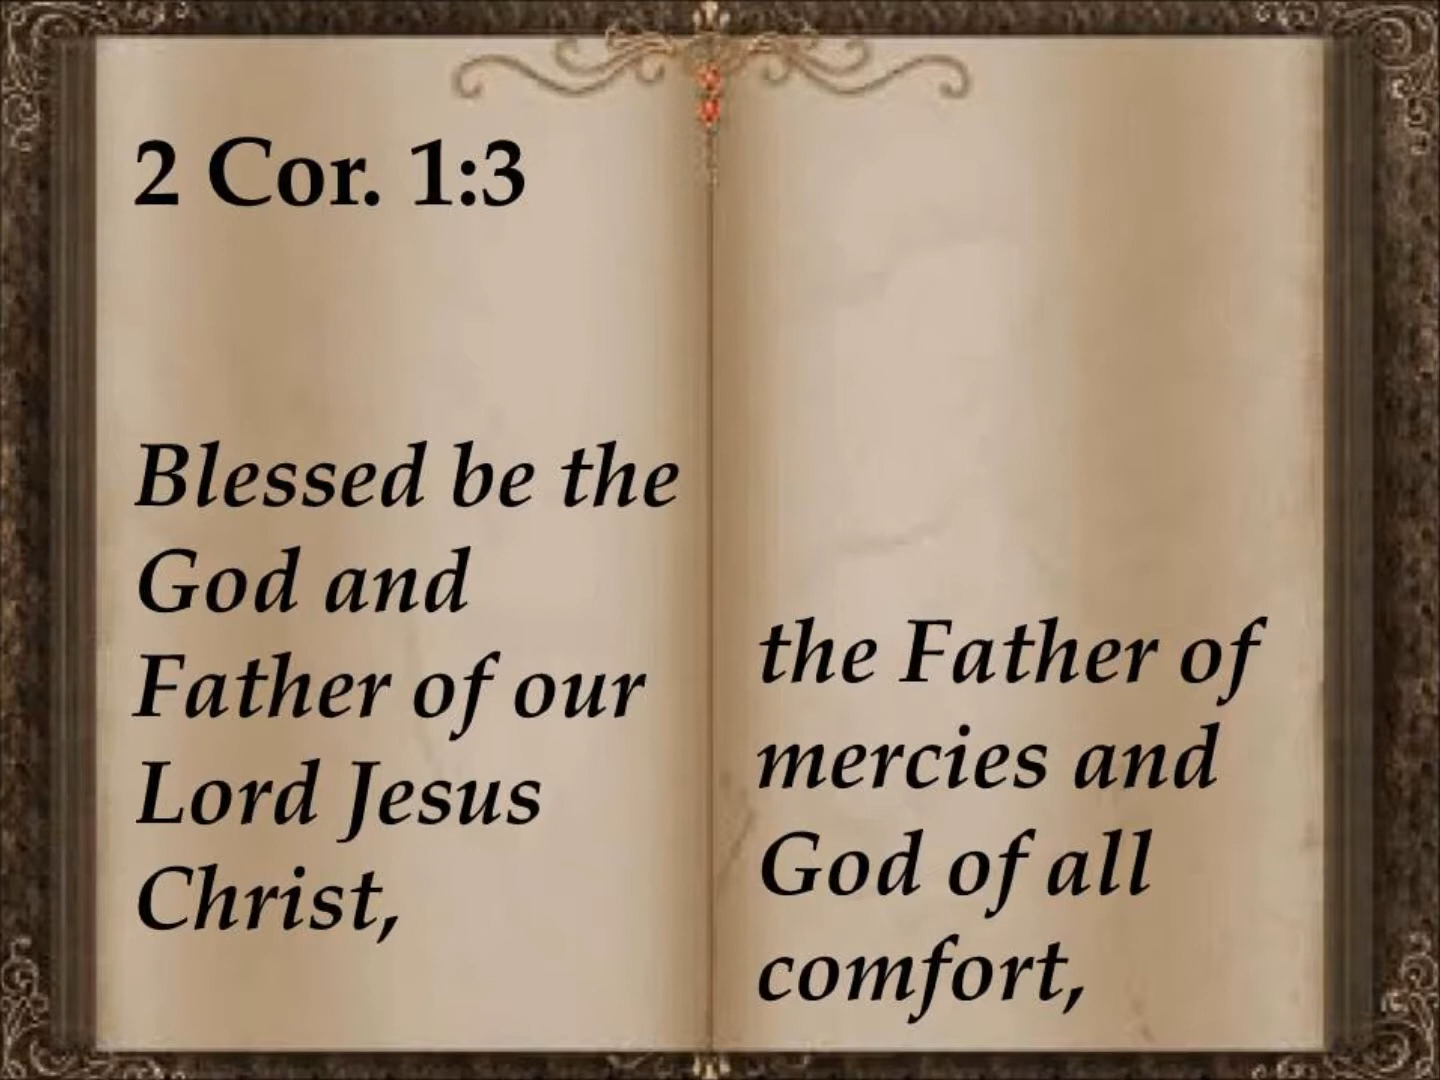 2 Cor. 1:3
Blessed be the
God and
Father of our
Lord Jesus
Christ,
the Father of
mercies and
God of all
comfort,